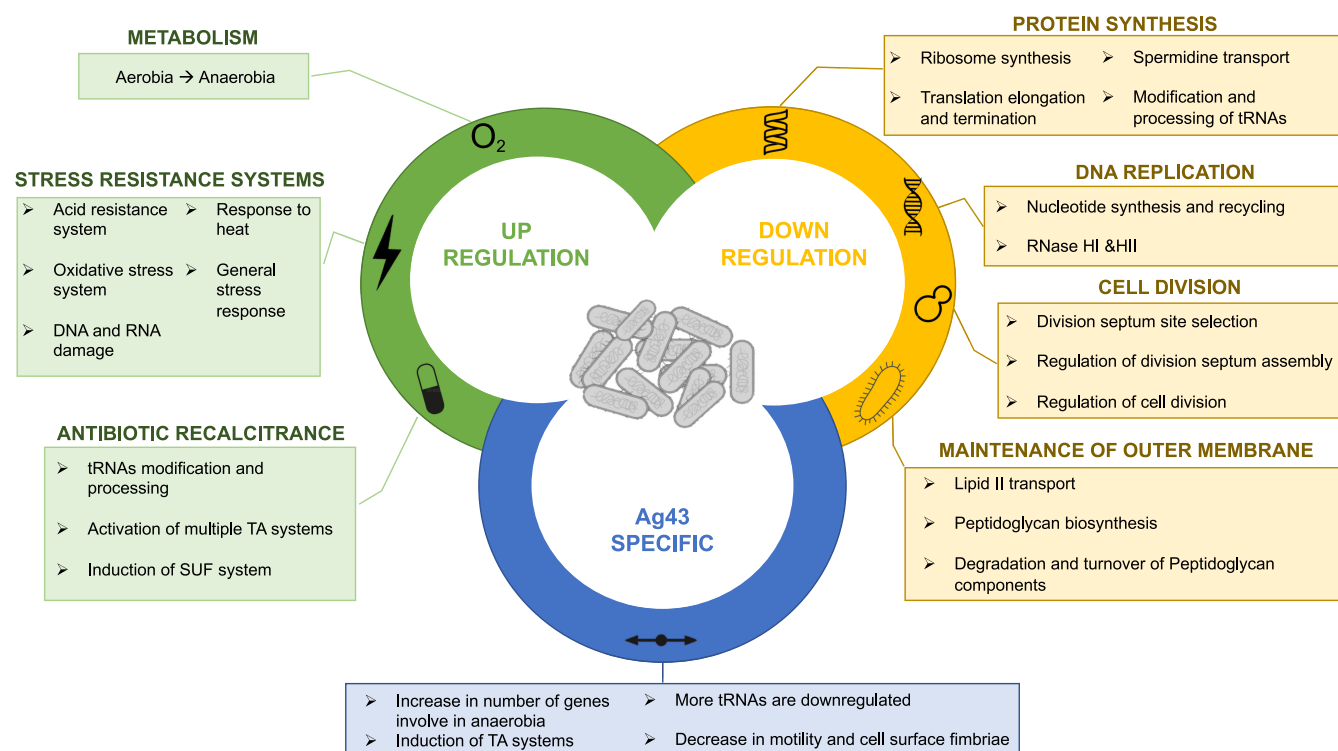 METABOLISM
Aerobia → Anaerobia
STRESS RESISTANCE SYSTEMS
➢ Acid resistance
system
➢ Oxidative stress
system
➢ DNA and RNA
damage
➢ Response to
heat
➢ General
stress
response
ANTIBIOTIC RECALCITRANCE
➢ tRNAs modification and
processing
➢ Activation of multiple TA systems
➢ Induction of SUF system
O2
UP
REGULATION
DOWN
REGULATION
Ag43
SPECIFIC
PROTEIN SYNTHESIS
➢ Ribosome synthesis
➢ Translation elongation
and termination
➢ Spermidine transport
➢ Modification and
processing of tRNAs
DNA REPLICATION
➢ Nucleotide synthesis and recycling
➢ RNase HI &HII
CELL DIVISION
➢ Division septum site selection
➢ Regulation of division septum assembly
➢ Regulation of cell division
MAINTENANCE OF OUTER MEMBRANE
➢ Lipid II transport
➢ Peptidoglycan biosynthesis
➢ Degradation and turnover of Peptidoglycan
components
➢ Increase in number of genes
involve in anaerobia
➢ Induction of TA systems
➢ More tRNAs are downregulated
➢ Decrease in motility and cell surface fimbriae